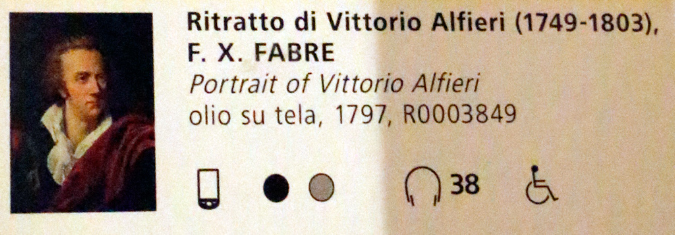 Ritratto di Vittorio Alfieri (1749-1803),
F. X. FABRE
Portrait of Vittorio Alfieri
olio su tela, 1797, R0003849
38